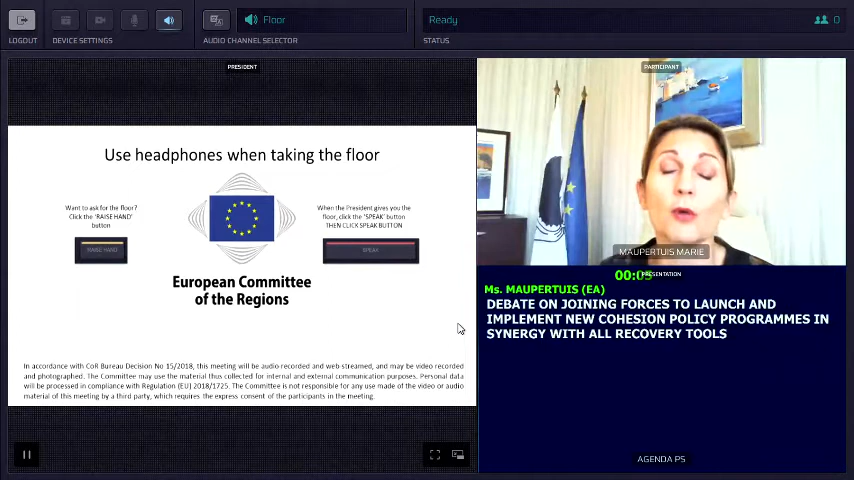 LOGOUT
DEVICE SETTINGS
Floor
AUDIO CHANNEL SELECTOR
Ready
0
STATUS
PRESIDENT
Use headphones when taking the floor
Want to ask for the floor?
Click the 'RAISE HAND'
button
RAISE HAND
When the President gives you the
floor, click the 'SPEAK' button
THEN CLICK SPEAK BUTTON
SPEAK
European Committee
of the Regions
In accordance with CoR Bureau Decision No 15/2018, this meeting will be audio recorded and web streamed, and may be video recorded
and photographed. The Committee may use the material thus collected for internal and external communication purposes. Personal data
will be processed in compliance with Regulation (EU) 2018/1725. The Committee is not responsible for any use made of the video or audio
material of this meeting by a third party, which requires the express consent of the participants in the meeting.
PARTICIPANT
MAUPERTUIS MARIE
PRESENTATION
Ms. MAUPERTUIS (EA)
DEBATE ON JOINING FORCES TO LAUNCH AND
IMPLEMENT NEW COHESION POLICY PROGRAMMES IN
SYNERGY WITH ALL RECOVERY TOOLS
AGENDA PS